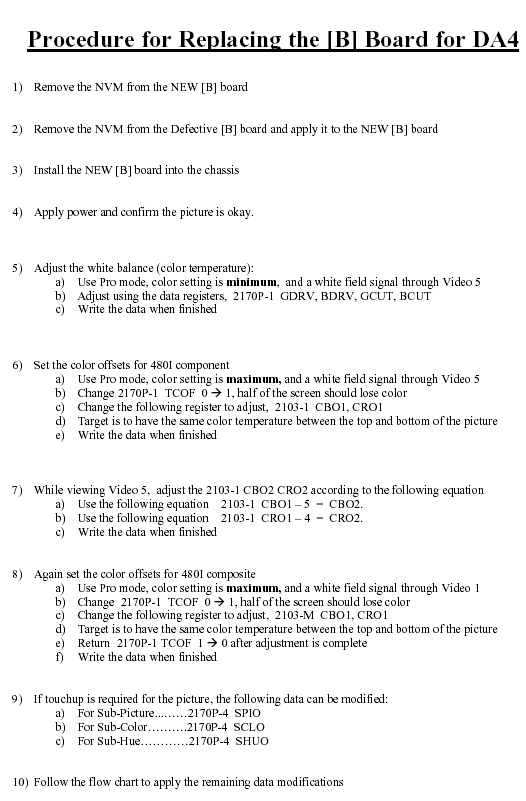 Procedure for Replacing the [B] Board for DA4
1) Remove the NVM from the NEW [B] board
2) Remove the NVM from the Defective [B] board and apply it to the NEW [B] board
3) Install the NEW [B] board into the chassis
4) Apply power and confirm the picture is okay.
5) Adjust the white balance (color temperature):
a) Use Pro mode, color setting is minimum, and a white field signal through Video 5
b) Adjust using the data registers, 2170P-1 GDRV, BDRV, GCUT, BCUT
c) Write the data when finished
6) Set the color offsets for 480I component
a) Use Pro mode, color setting is maximum, and a white field signal through Video 5
b) Change 2170P-1 TCOF 0 → 1, half of the screen should lose color
c) Change the following register to adjust, 2103-1 CBO1, CRO1
d) Target is to have the same color temperature between the top and bottom of the picture
e) Write the data when finished
7) While viewing Video 5, adjust the 2103-1 CBO2 CRO2 according to the following equation
a) Use the following equation 2103-1 CBO1 – 5 = CBO2.
b) Use the following equation 2103-1 CRO1 – 4 = CRO2.
c) Write the data when finished
8) Again set the color offsets for 480I composite
a) Use Pro mode, color setting is maximum, and a white field signal through Video 1
b) Change 2170P-1 TCOF 0 → 1, half of the screen should lose color
c) Change the following register to adjust, 2103-M CBO1, CRO1
d) Target is to have the same color temperature between the top and bottom of the picture
e) Return 2170P-1 TCOF 1 → 0 after adjustment is complete
f) Write the data when finished
9) If touchup is required for the picture, the following data can be modified:
a) For Sub-Picture.........2170P-4 SPIO
b) For Sub-Color..........2170P-4 SCLO
c) For Sub-Hue............2170P-4 SHUO
10) Follow the flow chart to apply the remaining data modifications